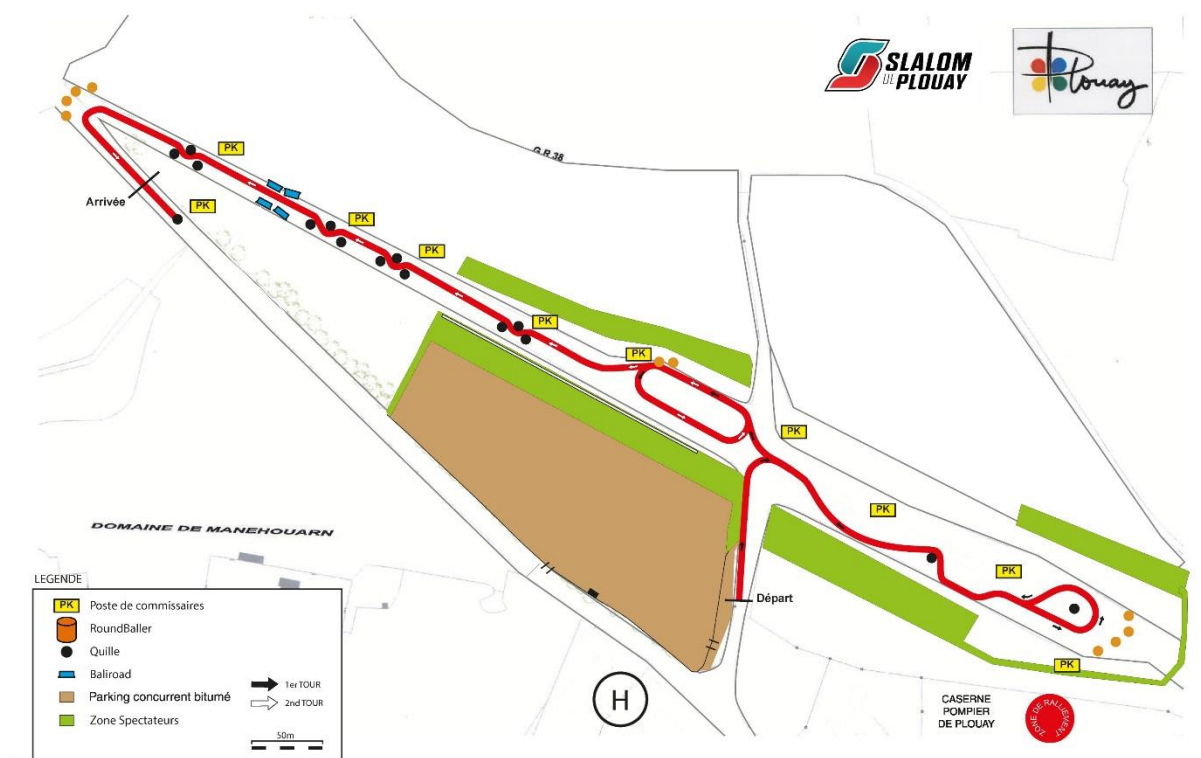 SLALOM
DE PLOUAY
Plouay
G R 38
PK
PK
Arrivée
PK
PK
PK
PK
PK
PK
PK
PK
PK
Départ
DOMAINE DE MANEHOUARN
LEGENDE
PK Poste de commissaires
RoundBaller
Quille
Baliroad
Parking concurrent bitumé
Zone Spectateurs
1er TOUR
2nd TOUR
50m
H
CASERNE
POMPIER
DE PLOUAY
ZONE DE RALLIEMENT